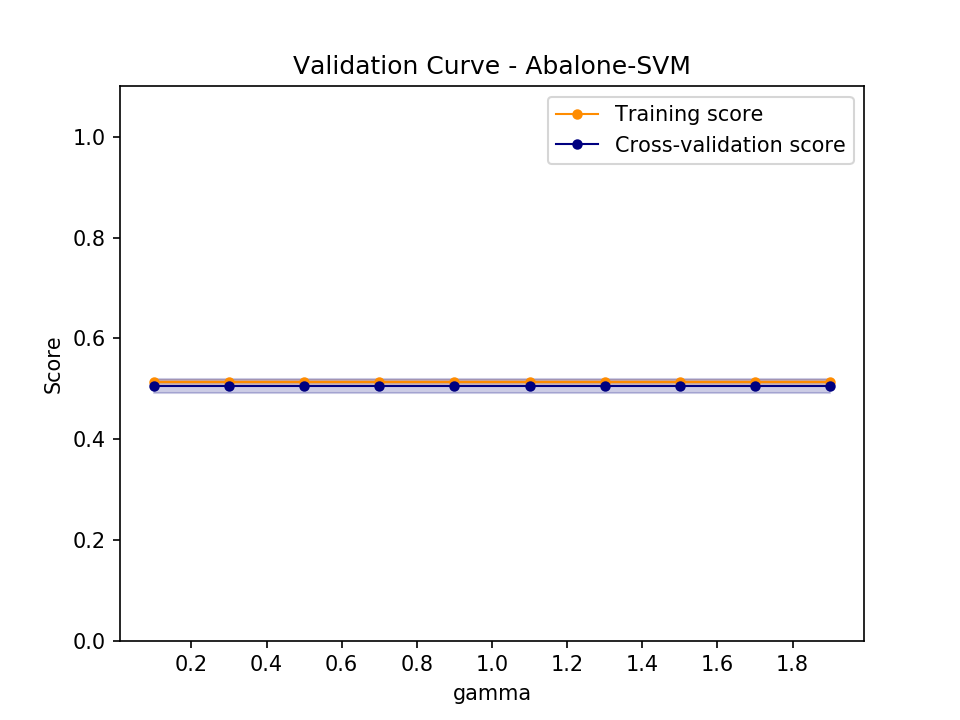 Validation Curve - Abalone-SVM
Training score
Cross-validation score
1.0
0.8
0.6
0.4
0.2
0.0
Score
0.2 0.4 0.6 0.8 1.0 1.2 1.4 1.6 1.8
gamma